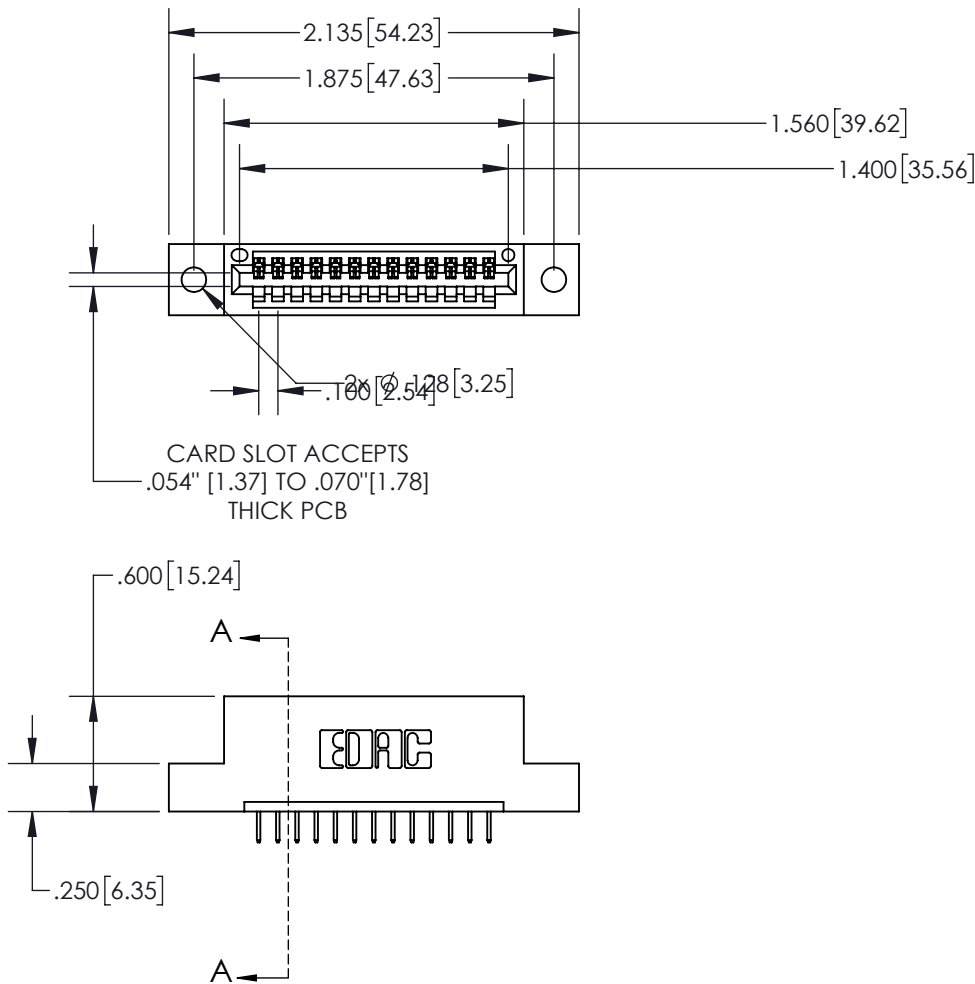 2.135[54.23]
1.875[47.63]
1.560[39.62]
1.400[35.56]
2x ⌀ .128[3.25]
.100[2.54]
CARD SLOT ACCEPTS
.054" [1.37] TO .070"[1.78]
THICK PCB
.600[15.24]
A
EDAC
.250[6.35]
A